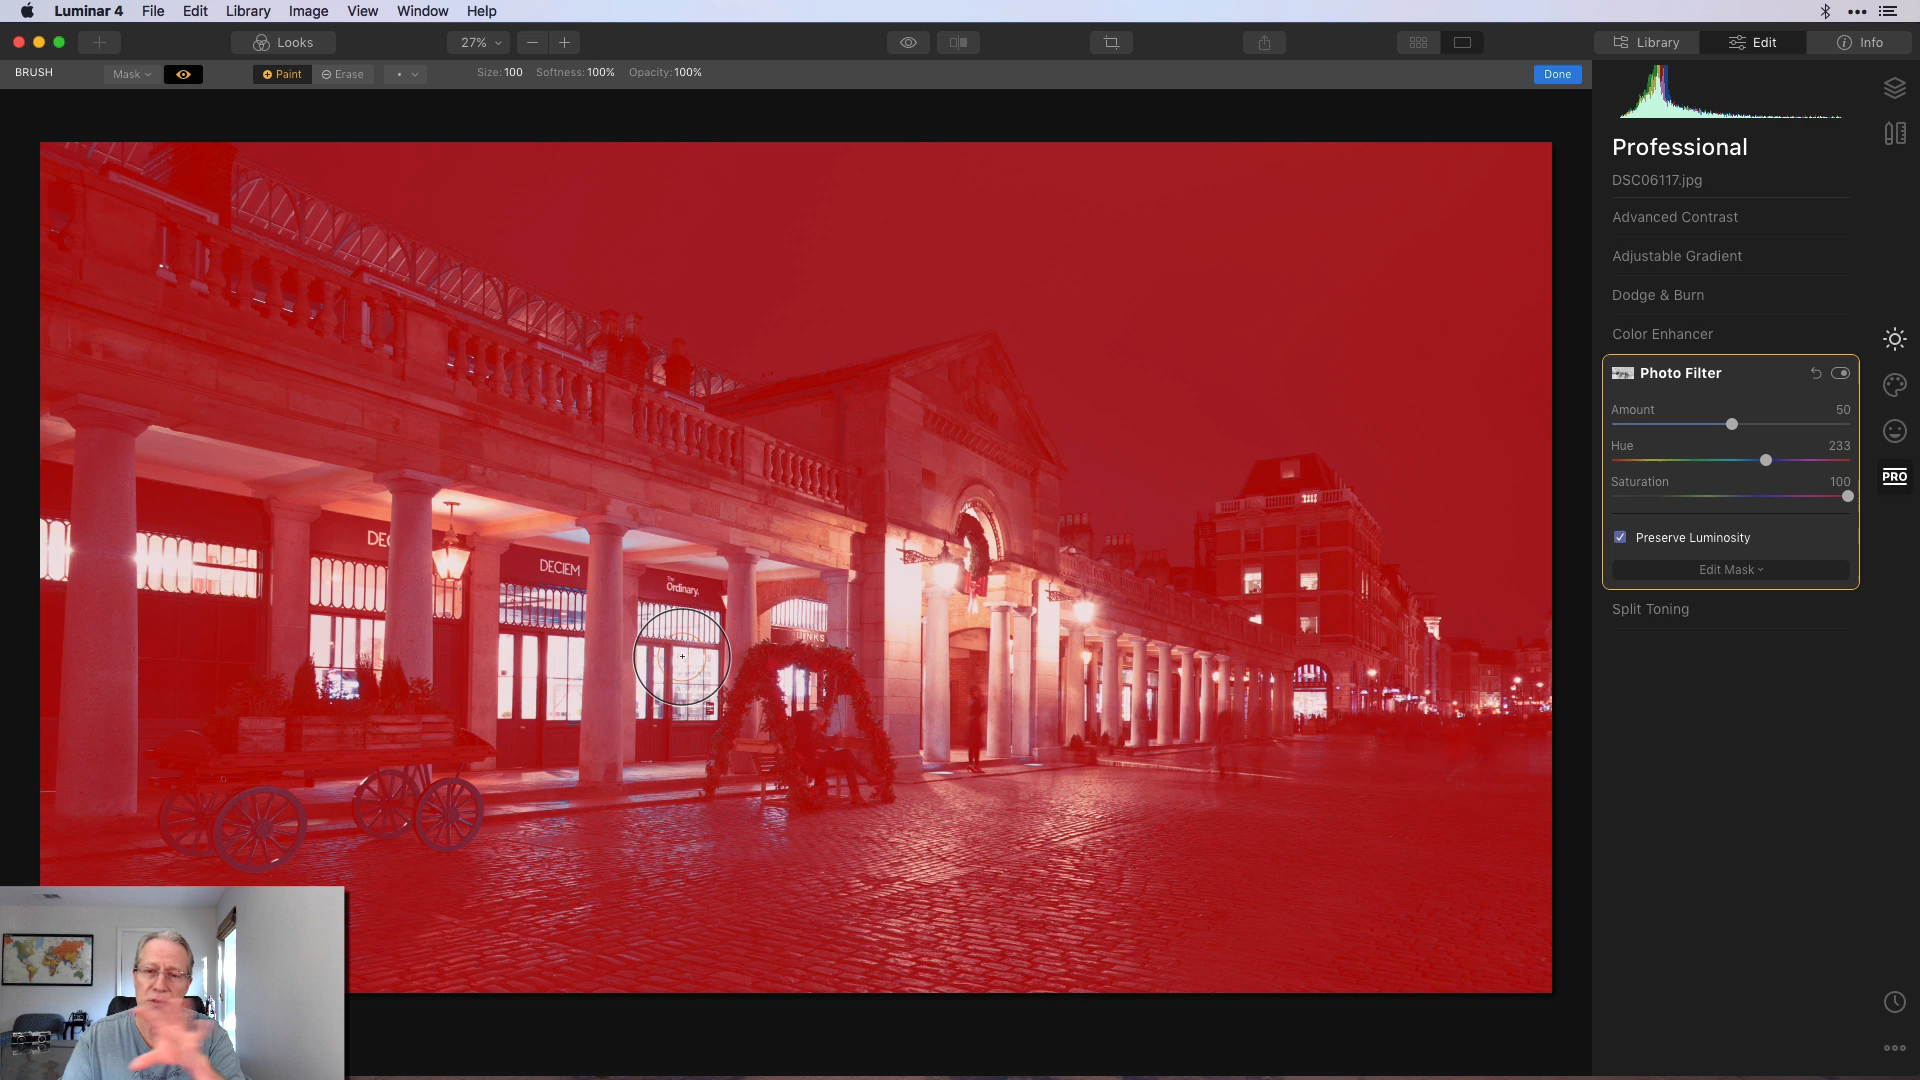 Luminar 4 File Edit Library Image View Window Help
Looks 27% Library Edit Info
BRUSH Mask Paint Erase Size: 100 Softness: 100% Opacity: 100% Done
Professional
DSC06117.jpg
Advanced Contrast
Adjustable Gradient
Dodge & Burn
Color Enhancer
Photo Filter
Amount 50
Hue 233
Saturation 100
PRO
Preserve Luminosity
Edit Mask
Split Toning
DECIEM
The
Ordinary.